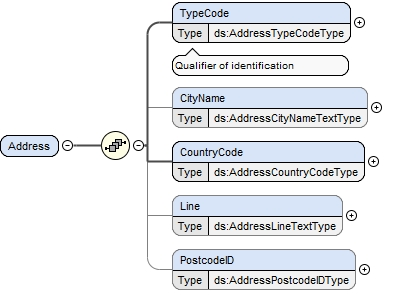 TypeCode
Type ds:AddressTypeCodeType
Qualifier of identification
CityName
Type ds:AddressCityNameTextType
Address
CountryCode
Type ds:AddressCountryCodeType
Line
Type ds:AddressLineTextType
PostcodeID
Type ds:AddressPostcodeIDType